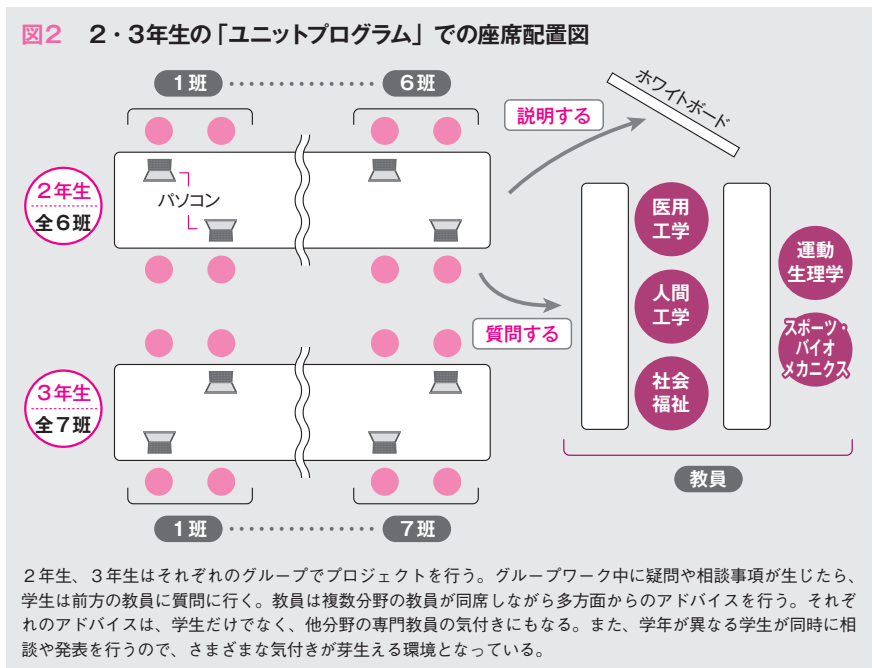 図2 2・3年生の「ユニットプログラム」での座席配置図
1班
6班
説明する
ホワイトボード
2年生
全6班
パソコン
医用
工学
人間
工学
社会
福祉
運動
生理学
スポーツ・
バイオ
メカニクス
質問する
3年生
全7班
教員
1班
7班
2年生、3年生はそれぞれのグループでプロジェクトを行う。グループワーク中に疑問や相談事項が生じたら、
学生は前方の教員に質問に行く。教員は複数分野の教員が同席しながら多方面からのアドバイスを行う。それぞ
れのアドバイスは、学生だけでなく、他分野の専門教員の気付きにもなる。また、学年が異なる学生が同時に相
談や発表を行うので、さまざまな気付きが芽生える環境となっている。